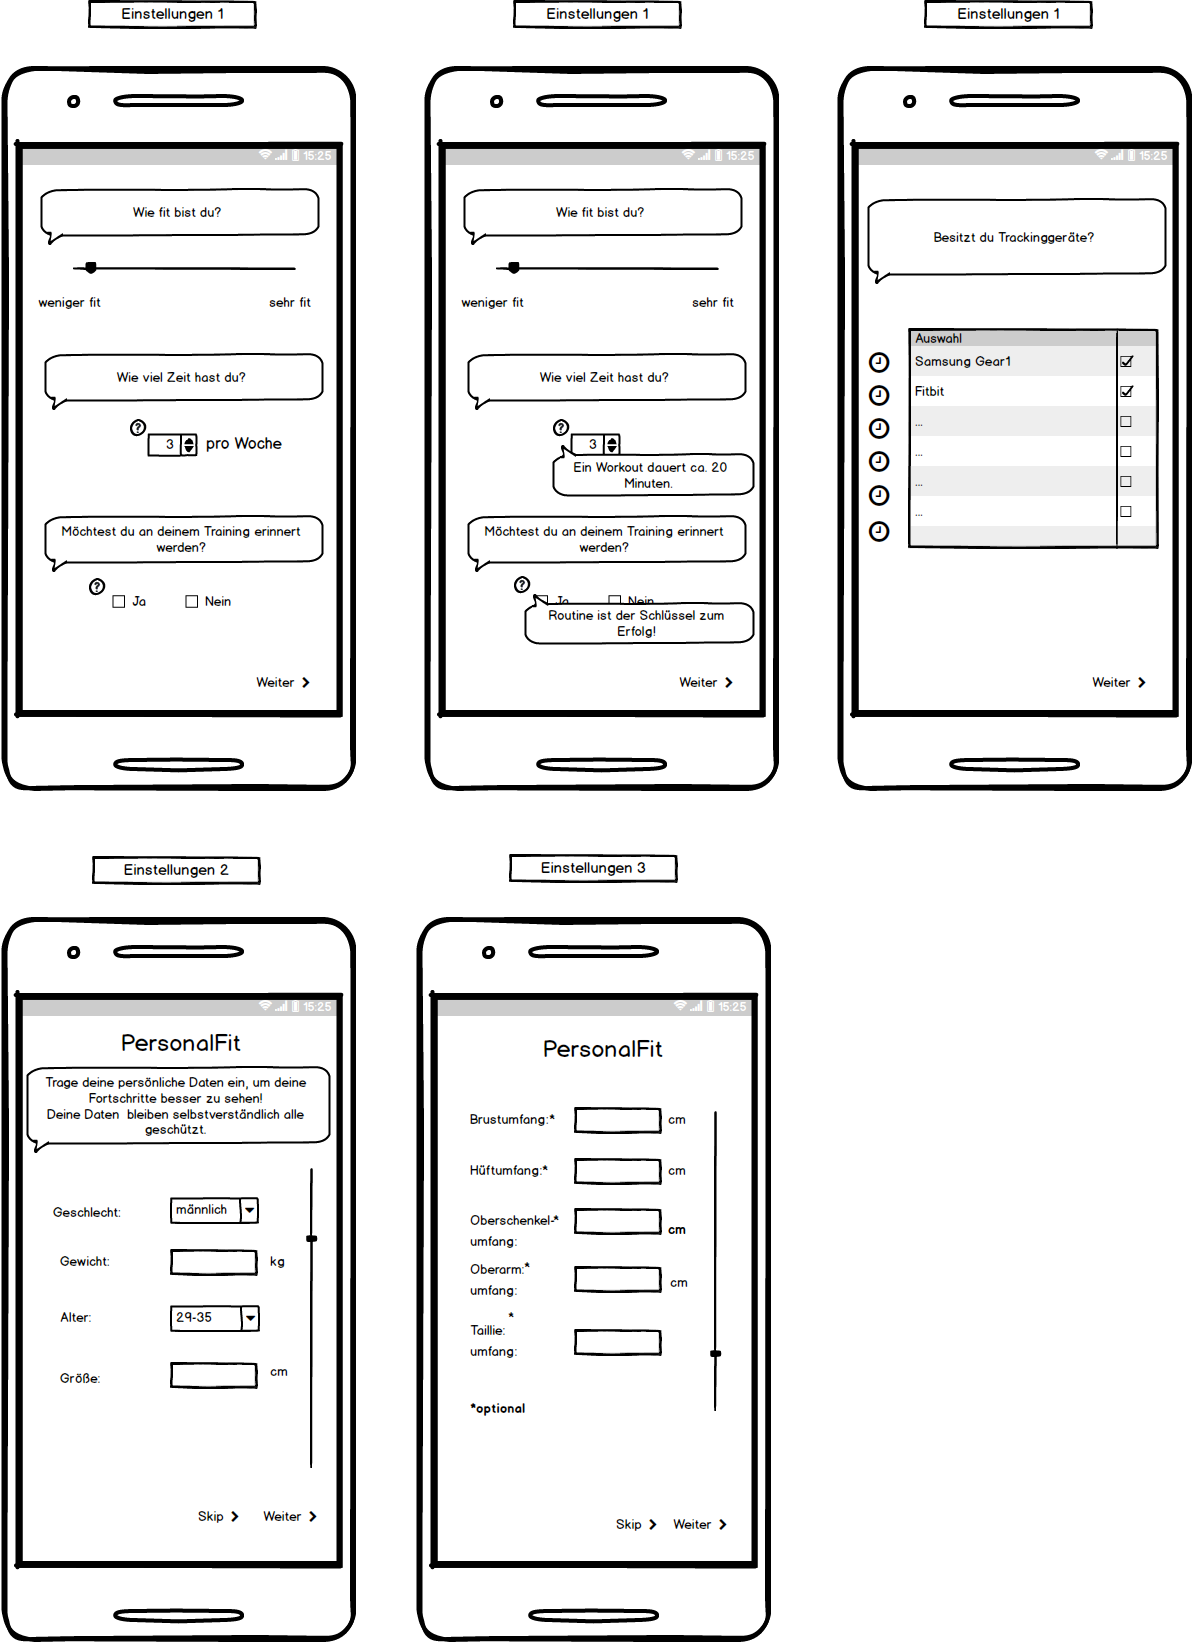 Einstellungen 1
15:25
Wie fit bist du?
weniger fit
sehr fit
Wie viel Zeit hast du?
?
3
pro Woche
Möchtest du an deinem Training erinnert
werden?
?
Ja
Nein
Weiter
Einstellungen 1
15:25
Wie fit bist du?
weniger fit
sehr fit
Wie viel Zeit hast du?
?
3
Ein Workout dauert ca. 20
Minuten.
Möchtest du an deinem Training erinnert
werden?
?
Ja
Nein
Routine ist der Schlüssel zum
Erfolg!
Weiter
Einstellungen 1
15:25
Besitzt du Trackinggeräte?
Auswahl
Samsung Gear1
Fitbit
...
...
...
...
Weiter
Einstellungen 2
15:25
PersonalFit
Trage deine persönliche Daten ein, um deine
Fortschritte besser zu sehen!
Deine Daten bleiben selbstverständlich alle
geschützt.
Geschlecht:
männlich
Gewicht:
kg
Alter:
29-35
Größe:
cm
Skip
Weiter
Einstellungen 3
15:25
PersonalFit
Brustumfang:*
cm
Hüftumfang:*
cm
Oberschenkel-*
umfang:
cm
Oberarm:*
umfang:
cm
*
Taillie:
umfang:
*optional
Skip
Weiter